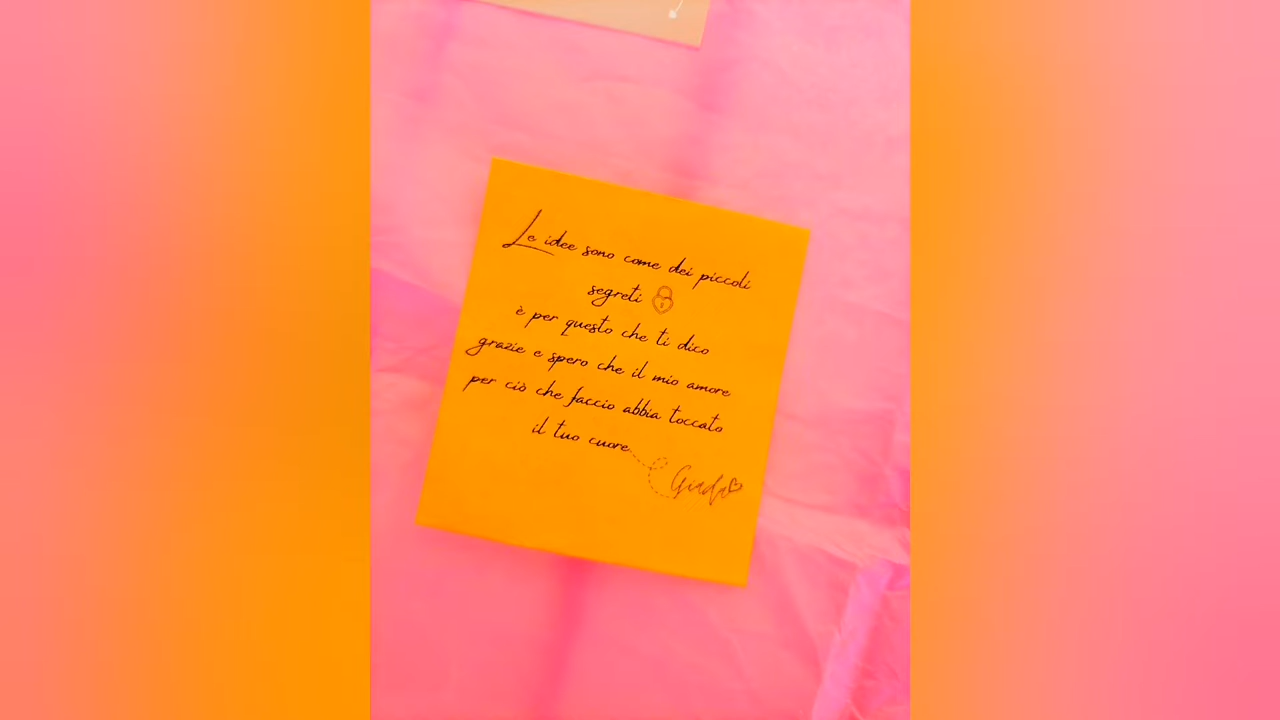 Le idee sono come dei piccoli
segreti
è per questo che ti dico
grazie e spero che il mio amore
per ciò che faccio abbia toccato
il tuo cuore
Giada